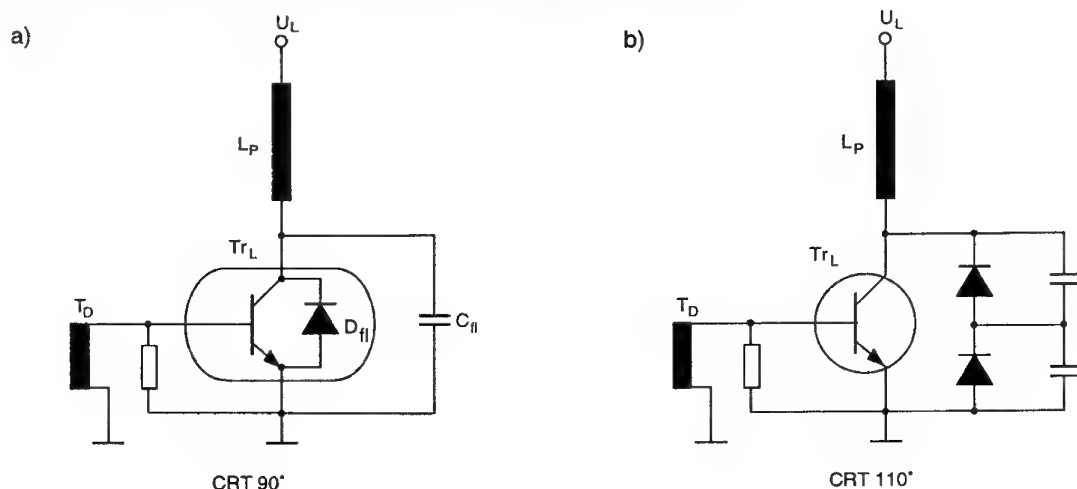 a)
U_L
L_P
Tr_L
T_D
D_fl
C_fl
CRT 90°
b)
U_L
L_P
Tr_L
T_D
CRT 110°